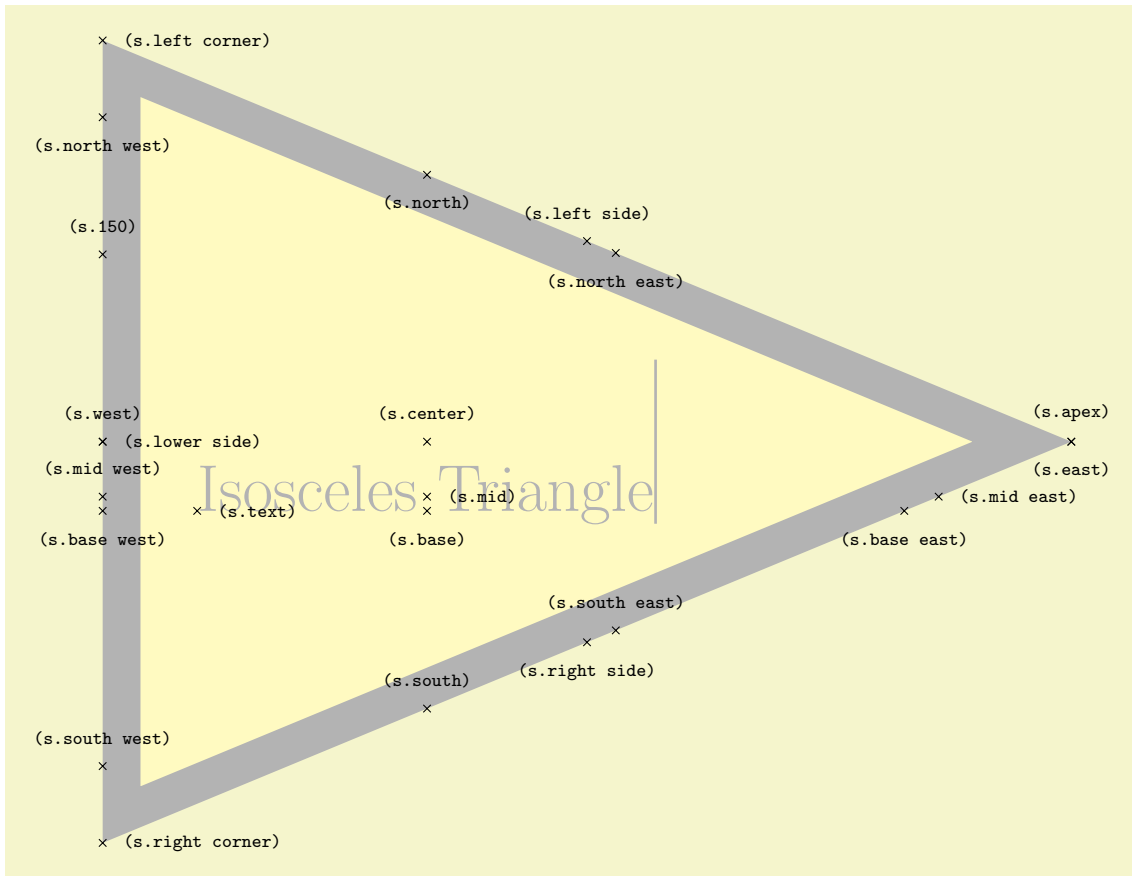 (s.left corner)
(s.north west)
(s.north)
(s.left side)
(s.150)
(s.north east)
(s.west)
(s.center)
(s.apex)
(s.lower side)
(s.mid west)
(s.east)
Isosceles Triangle
(s.mid)
(s.mid east)
(s.text)
(s.base west)
(s.base)
(s.base east)
(s.south east)
(s.right side)
(s.south)
(s.south west)
(s.right corner)